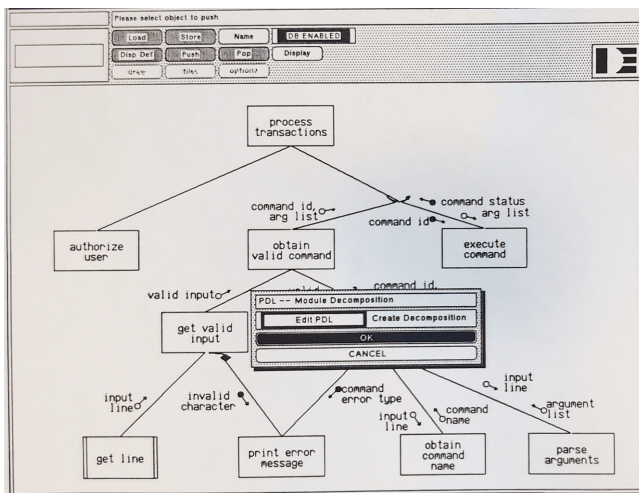 Please select object to push
Load Store Name DB ENABLED
Disp Def Push Pop Display
draw files options
process
transactions
command id,
arg list
command status
arg list
command id
authorize
user
obtain
valid command
execute
command
valid input
command id,
PDL -- Module Decomposition
get valid
input
Edit PDL Create Decomposition
OK
CANCEL
input
line
invalid
character
command
error type
input
line
command
name
input
line
argument
list
get line
print error
message
obtain
command
name
parse
arguments